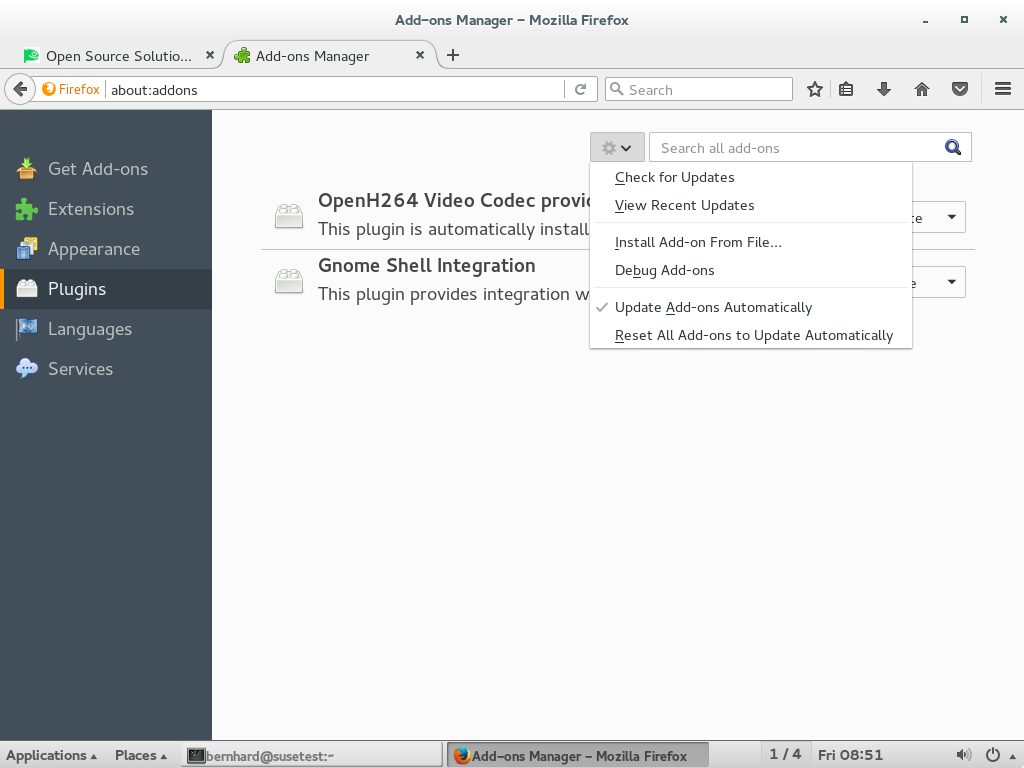 Add-ons Manager – Mozilla Firefox
Open Source Solutio...
Add-ons Manager
Firefox
about:addons
Search
Get Add-ons
Extensions
Appearance
Plugins
Languages
Services
Search all add-ons
Check for Updates
View Recent Updates
Install Add-on From File...
Debug Add-ons
Update Add-ons Automatically
Reset All Add-ons to Update Automatically
OpenH264 Video Codec
This plugin is automatically
Gnome Shell Integration
This plugin provides integration
Applications
Places
bernhard@susetest:~
Add-ons Manager – Mozilla Firefox
1 / 4
Fri 08:51